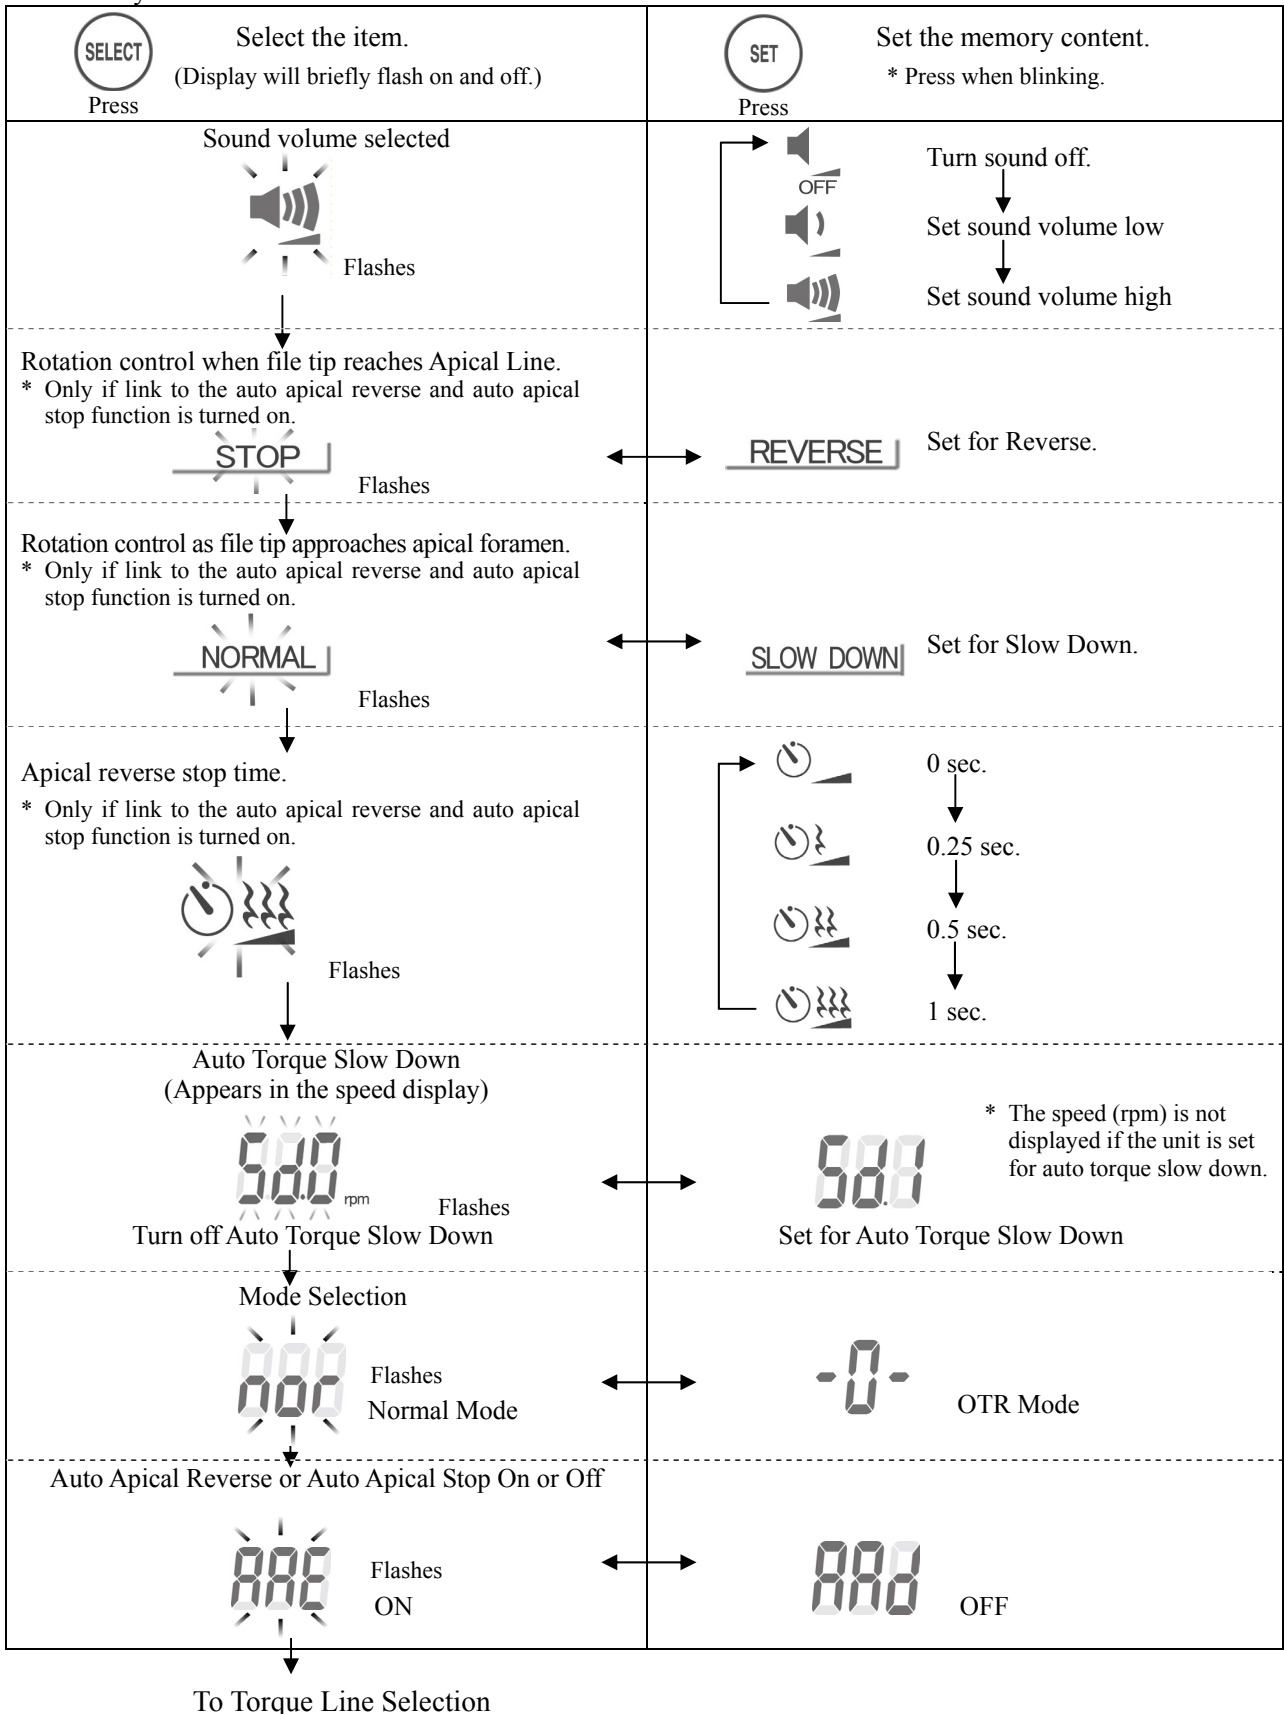 SELECT
Select the item.
(Display will briefly flash on and off.)
Press
SET
Set the memory content.
* Press when blinking.
Press
Sound volume selected
Flashes
OFF
Turn sound off.
Set sound volume low
Set sound volume high
Rotation control when file tip reaches Apical Line.
* Only if link to the auto apical reverse and auto apical
stop function is turned on.
STOP
Flashes
REVERSE
Set for Reverse.
Rotation control as file tip approaches apical foramen.
* Only if link to the auto apical reverse and auto apical
stop function is turned on.
NORMAL
Flashes
SLOW DOWN
Set for Slow Down.
Apical reverse stop time.
* Only if link to the auto apical reverse and auto apical
stop function is turned on.
Flashes
0 sec.
0.25 sec.
0.5 sec.
1 sec.
Auto Torque Slow Down
(Appears in the speed display)
Sd.0 rpm
Flashes
Turn off Auto Torque Slow Down
Sd.1
* The speed (rpm) is not
displayed if the unit is set
for auto torque slow down.
Set for Auto Torque Slow Down
Mode Selection
nor
Flashes
Normal Mode
-0-
OTR Mode
Auto Apical Reverse or Auto Apical Stop On or Off
AAE
Flashes
ON
AAd
OFF
To Torque Line Selection